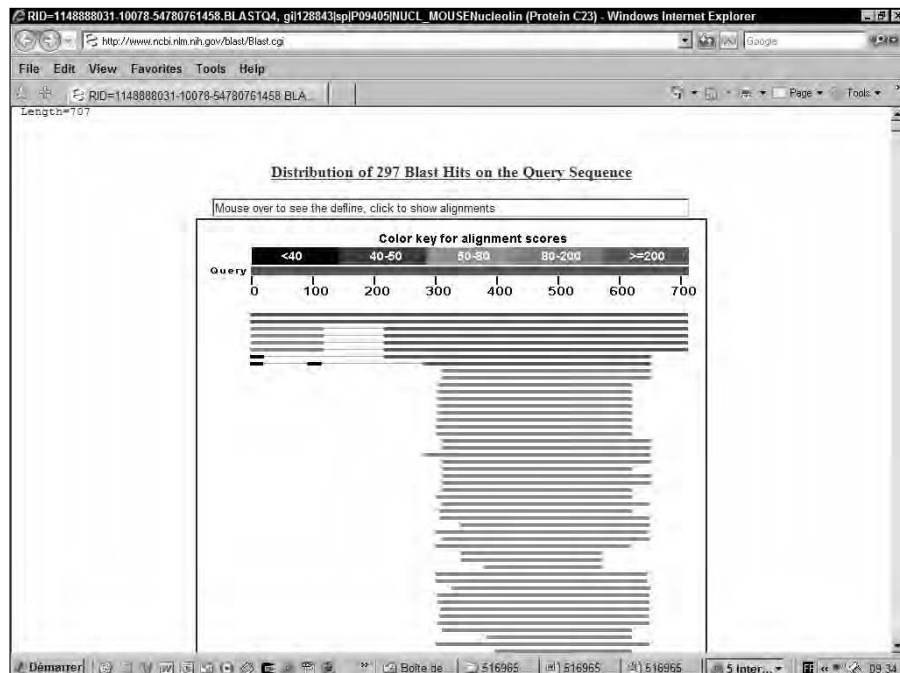 RID=1148888031-10078-54780761458.BLASTQ4, gi|128843|sp|P09405|NUCL_MOUSENucleolin (Protein C23) - Windows Internet Explorer
http://www.ncbi.nlm.nih.gov/blast/Blast.cgi
Google
File Edit View Favorites Tools Help
RID=1148888031-10078-54780761458.BLA...
Page
Tools
Length=707
Distribution of 297 Blast Hits on the Query Sequence
Mouse over to see the defline, click to show alignments
Color key for alignment scores
<40 40-50 50-80 80-200 >=200
Query
0 100 200 300 400 500 600 700
Démarrer
Boîte de
516965
516965
516965
5 Inter...
FF
09:34